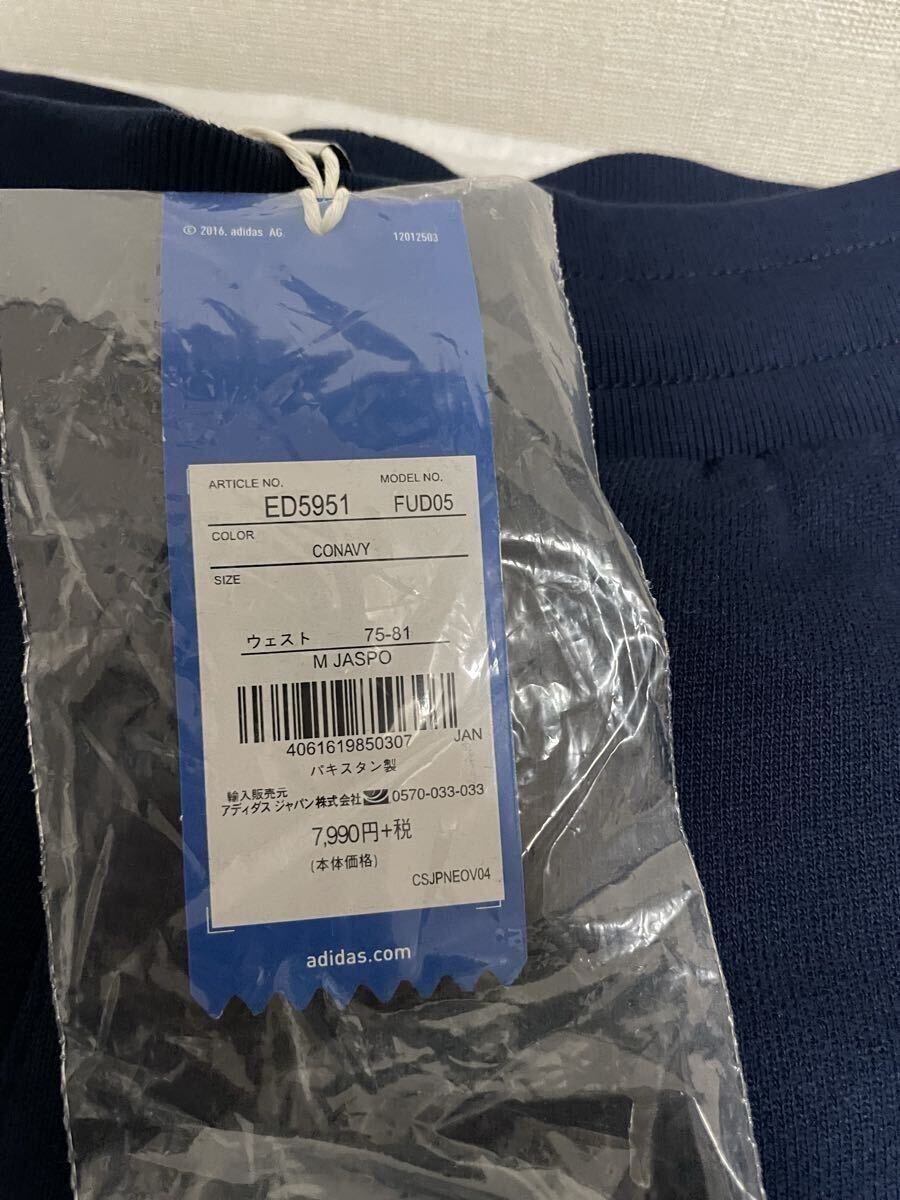 © 2016. adidas AG. 12012503
ARTICLE NO. MODEL NO.
ED5951 FUD05
COLOR
CONAVY
SIZE
ウェスト 75-81
M JASPO
4061619850307 JAN
パキスタン製
輸入販売元
アディダス ジャパン株式会社 0570-033-033
7,990円+税
(本体価格)
CSJPNEOV04
adidas.com